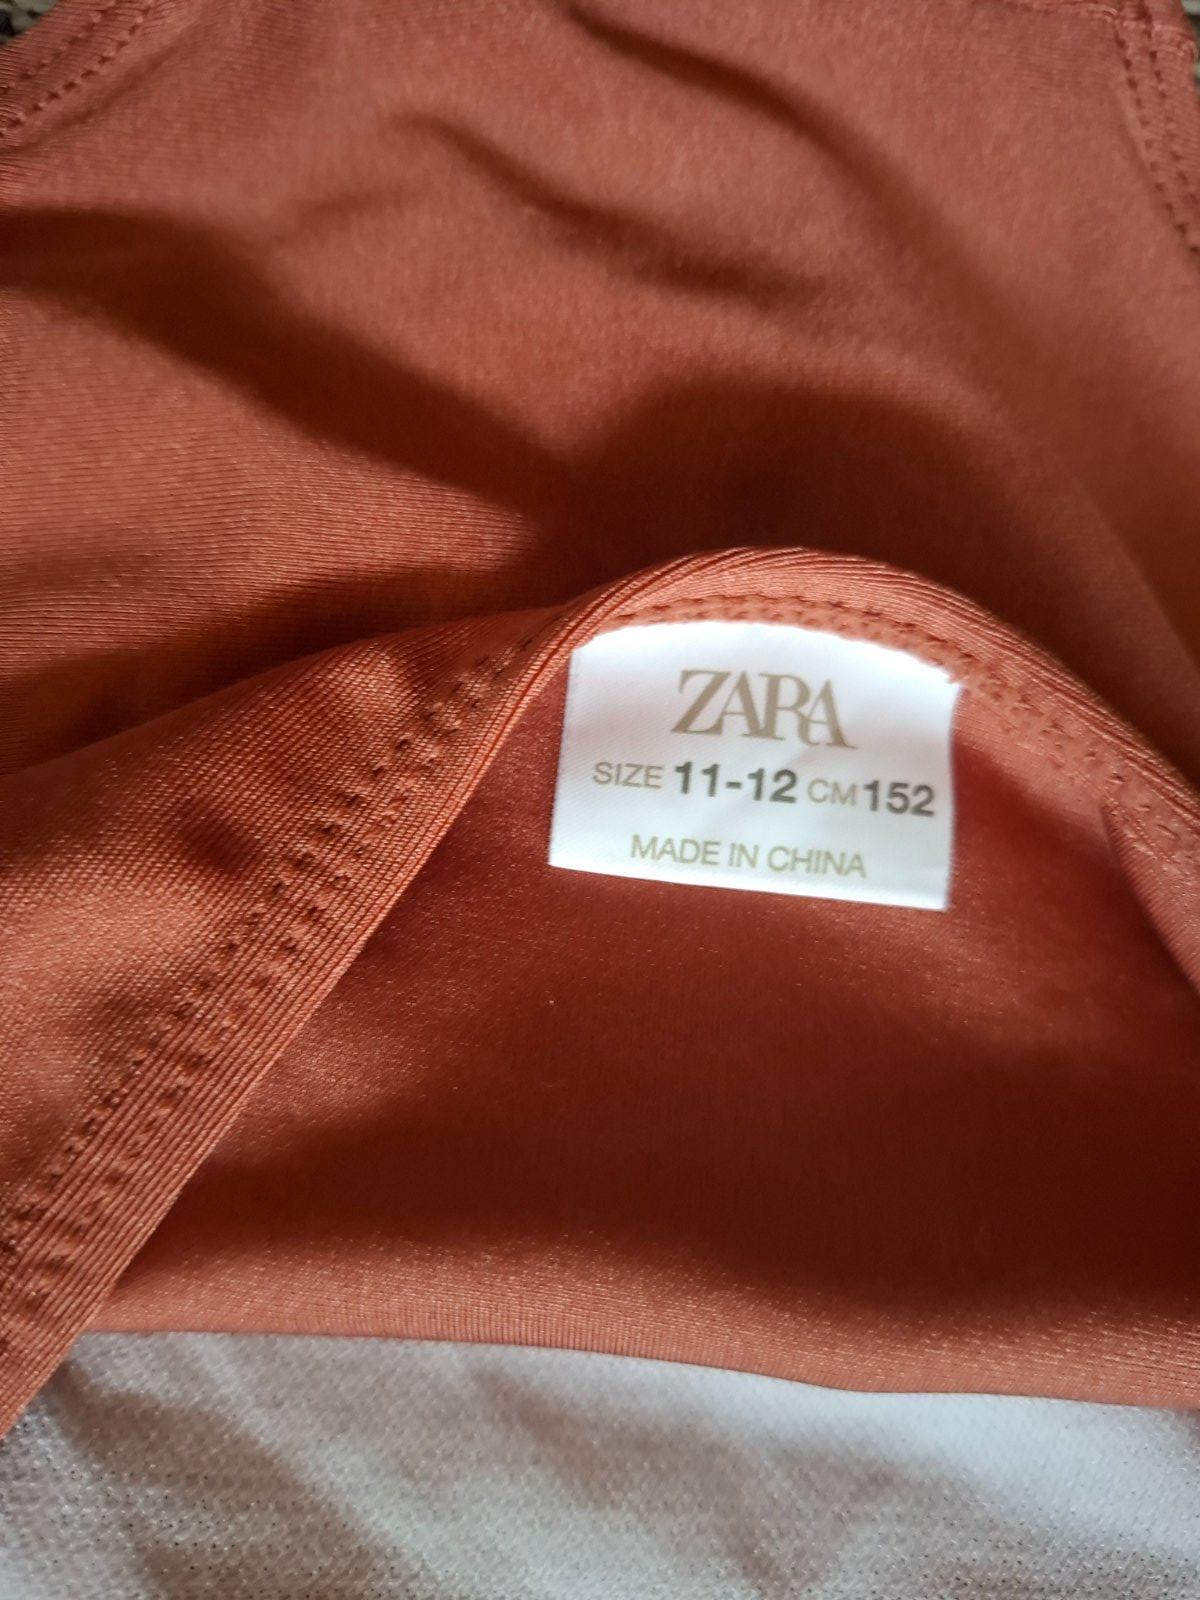 ZARA
SIZE 11-12 CM 152
MADE IN CHINA